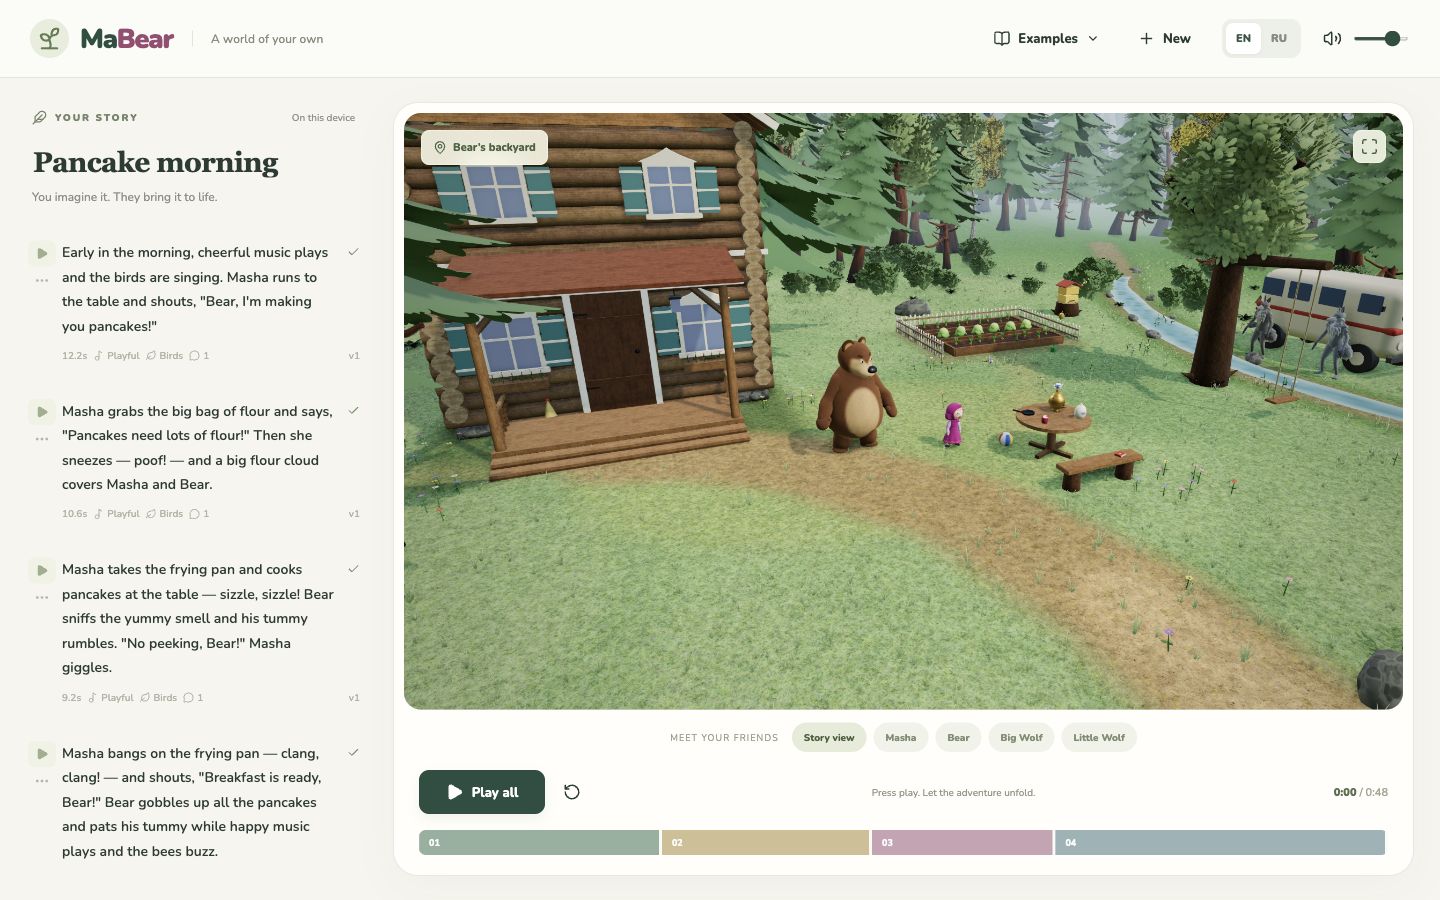 MaBear
A world of your own
Examples
New
EN
RU
YOUR STORY
On this device
Pancake morning
You imagine it. They bring it to life.
Early in the morning, cheerful music plays
and the birds are singing. Masha runs to
the table and shouts, "Bear, I'm making
you pancakes!"
12.2s Playful Birds 1 v1
Masha grabs the big bag of flour and says,
"Pancakes need lots of flour!" Then she
sneezes — poof! — and a big flour cloud
covers Masha and Bear.
10.6s Playful Birds 1 v1
Masha takes the frying pan and cooks
pancakes at the table — sizzle, sizzle! Bear
sniffs the yummy smell and his tummy
rumbles. "No peeking, Bear!" Masha
giggles.
9.2s Playful Birds 1 v1
Masha bangs on the frying pan — clang,
clang! — and shouts, "Breakfast is ready,
Bear!" Bear gobbles up all the pancakes
and pats his tummy while happy music
plays and the bees buzz.
Bear's backyard
MEET YOUR FRIENDS
Story view
Masha
Bear
Big Wolf
Little Wolf
Play all
Press play. Let the adventure unfold.
0:00 / 0:48
01
02
03
04